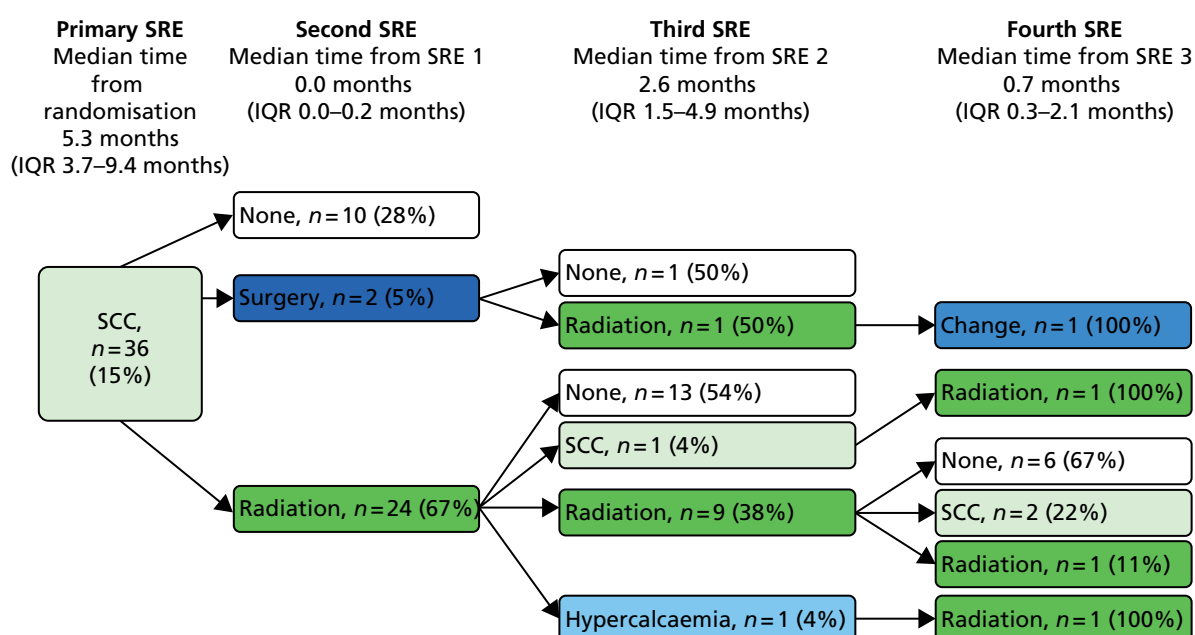 Primary SRE
Median time
from
randomisation
5.3 months
(IQR 3.7–9.4 months)
Second SRE
Median time from SRE 1
0.0 months
(IQR 0.0–0.2 months)
Third SRE
Median time from SRE 2
2.6 months
(IQR 1.5–4.9 months)
Fourth SRE
Median time from SRE 3
0.7 months
(IQR 0.3–2.1 months)
SCC,
n=36
(15%)
None, n=10 (28%)
Surgery, n=2 (5%)
Radiation, n=24 (67%)
None, n=1 (50%)
Radiation, n=1 (50%)
None, n=13 (54%)
SCC, n=1 (4%)
Radiation, n=9 (38%)
Hypercalcaemia, n=1 (4%)
Change, n=1 (100%)
Radiation, n=1 (100%)
None, n=6 (67%)
SCC, n=2 (22%)
Radiation, n=1 (11%)
Radiation, n=1 (100%)